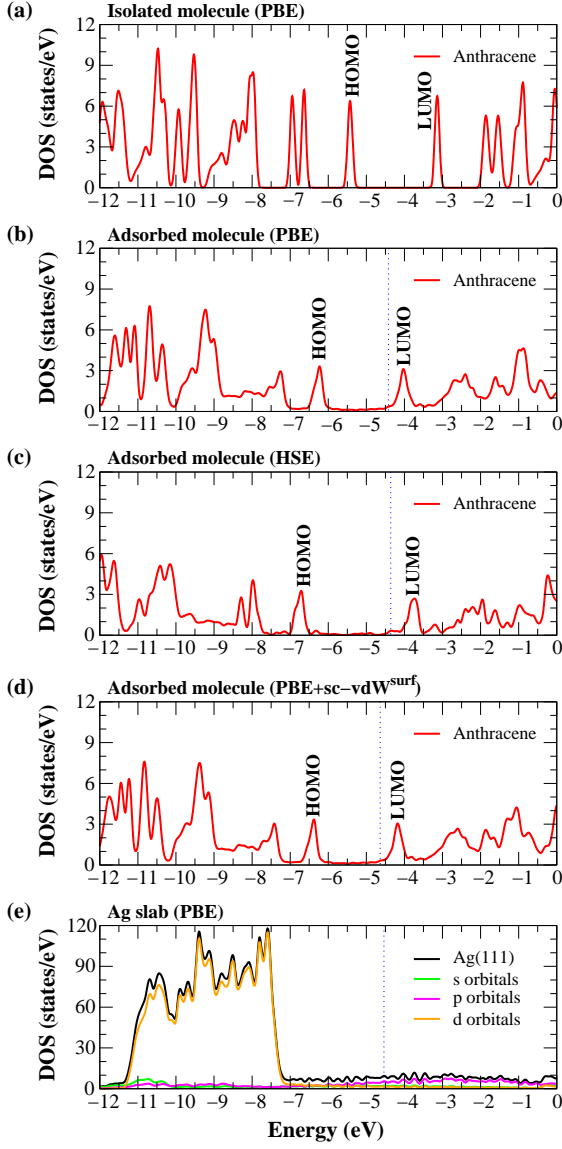 (a) Isolated molecule (PBE)
DOS (states/eV)
12
9
6
3
0
HOMO
LUMO
Anthracene
−12 −11 −10 −9 −8 −7 −6 −5 −4 −3 −2 −1 0
(b) Adsorbed molecule (PBE)
DOS (states/eV)
12
9
6
3
0
HOMO
LUMO
Anthracene
−12 −11 −10 −9 −8 −7 −6 −5 −4 −3 −2 −1 0
(c) Adsorbed molecule (HSE)
DOS (states/eV)
12
9
6
3
0
HOMO
LUMO
Anthracene
−12 −11 −10 −9 −8 −7 −6 −5 −4 −3 −2 −1 0
(d) Adsorbed molecule (PBE+sc−vdW^surf)
DOS (states/eV)
12
9
6
3
0
HOMO
LUMO
Anthracene
−12 −11 −10 −9 −8 −7 −6 −5 −4 −3 −2 −1 0
(e) Ag slab (PBE)
DOS (states/eV)
120
90
60
30
0
Ag(111)
s orbitals
p orbitals
d orbitals
−12 −11 −10 −9 −8 −7 −6 −5 −4 −3 −2 −1 0
Energy (eV)